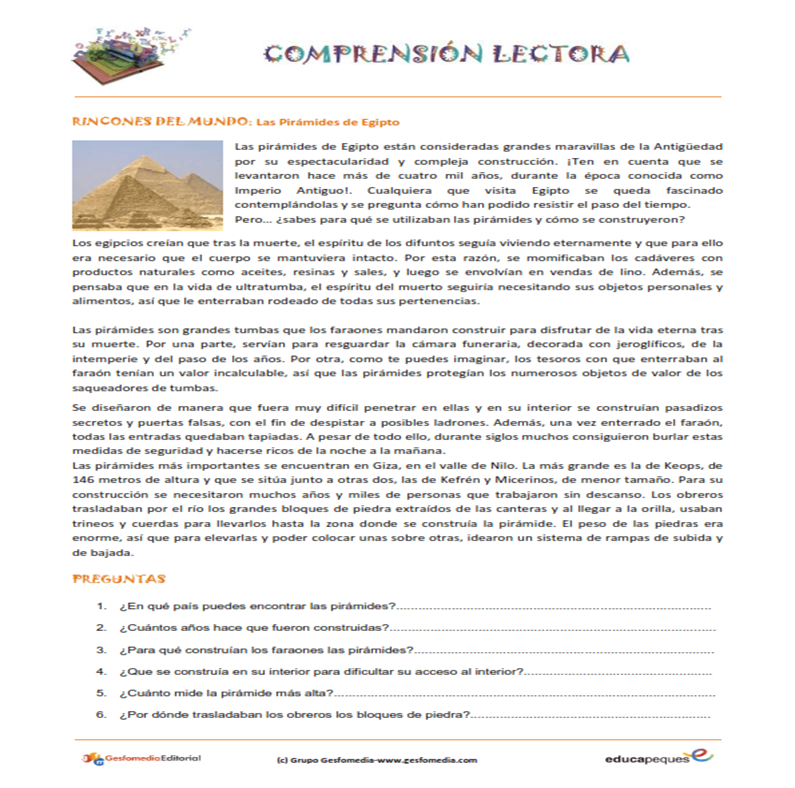 COMPRENSIÓN LECTORA
RINCONES DEL MUNDO: Las Pirámides de Egipto
Las pirámides de Egipto están consideradas grandes maravillas de la Antigüedad
por su espectacularidad y compleja construcción. ¡Ten en cuenta que se
levantaron hace más de cuatro mil años, durante la época conocida como
Imperio Antiguo!. Cualquiera que visita Egipto se queda fascinado
contemplándolas y se pregunta cómo han podido resistir el paso del tiempo.
Pero... ¿sabes para qué se utilizaban las pirámides y cómo se construyeron?
Los egipcios creían que tras la muerte, el espíritu de los difuntos seguía viviendo eternamente y que para ello
era necesario que el cuerpo se mantuviera intacto. Por esta razón, se momificaban los cadáveres con
productos naturales como aceites, resinas y sales, y luego se envolvían en vendas de lino. Además, se
pensaba que en la vida de ultratumba, el espíritu del muerto seguiría necesitando sus objetos personales y
alimentos, así que le enterraban rodeado de todas sus pertenencias.
Las pirámides son grandes tumbas que los faraones mandaron construir para disfrutar de la vida eterna tras
su muerte. Por una parte, servían para resguardar la cámara funeraria, decorada con jeroglíficos, de la
intemperie y del paso de los años. Por otra, como te puedes imaginar, los tesoros con que enterraban al
faraón tenían un valor incalculable, así que las pirámides protegían los numerosos objetos de valor de los
saqueadores de tumbas.
Se diseñaron de manera que fuera muy difícil penetrar en ellas y en su interior se construían pasadizos
secretos y puertas falsas, con el fin de despistar a posibles ladrones. Además, una vez enterrado el faraón,
todas las entradas quedaban tapiadas. A pesar de todo ello, durante siglos muchos consiguieron burlar estas
medidas de seguridad y hacerse ricos de la noche a la mañana.
Las pirámides más importantes se encuentran en Giza, en el valle de Nilo. La más grande es la de Keops, de
146 metros de altura y que se sitúa junto a otras dos, las de Kefrén y Micerinos, de menor tamaño. Para su
construcción se necesitaron muchos años y miles de personas que trabajaron sin descanso. Los obreros
trasladaban por el río los grandes bloques de piedra extraídos de las canteras y al llegar a la orilla, usaban
trineos y cuerdas para llevarlos hasta la zona donde se construía la pirámide. El peso de las piedras era
enorme, así que para elevarlas y poder colocar unas sobre otras, idearon un sistema de rampas de subida y
de bajada.
PREGUNTAS
1. ¿En qué país puedes encontrar las pirámides?....................
2. ¿Cuántos años hace que fueron construidas?....................
3. ¿Para qué construían los faraones las pirámides?....................
4. ¿Que se construía en su interior para dificultar su acceso al interior?....................
5. ¿Cuánto mide la pirámide más alta?....................
6. ¿Por dónde trasladaban los obreros los bloques de piedra?....................
Gesfomedia Editorial
(c) Grupo Gesfomedia-www.gesfomedia.com
educapeques